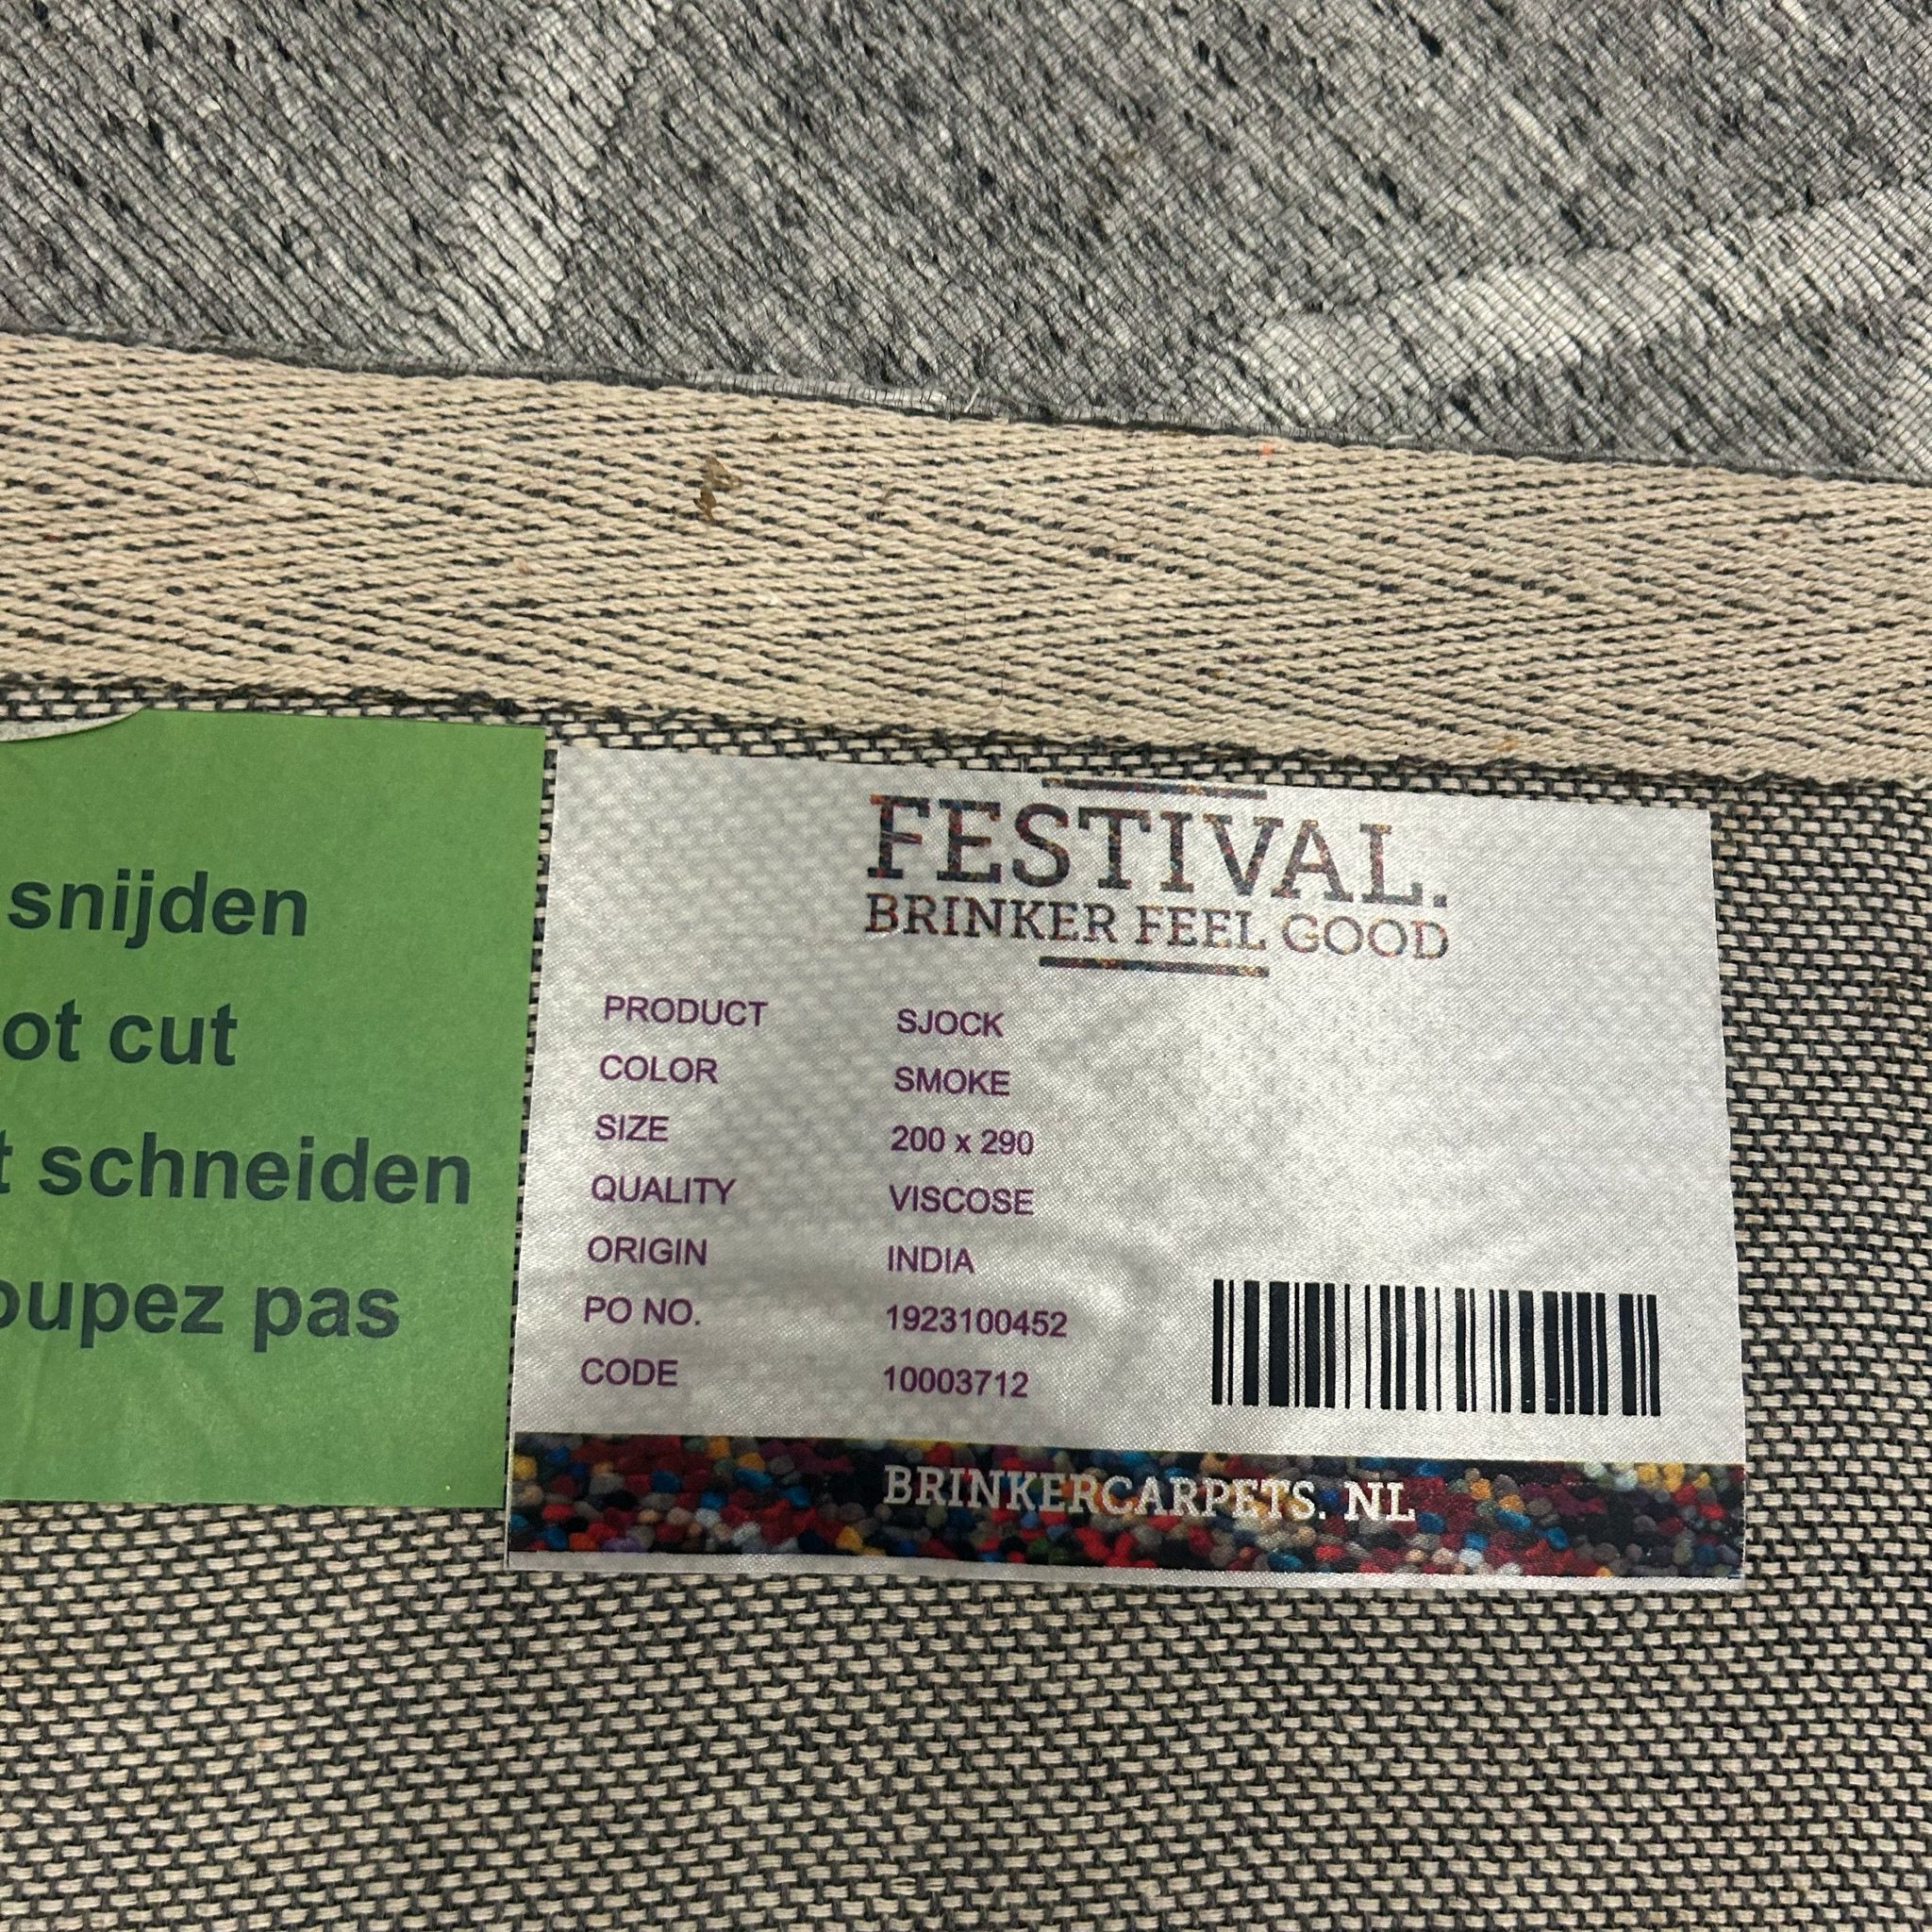 snijden
ot cut
t schneiden
oupez pas
FESTIVAL.
BRINKER FEEL GOOD
PRODUCT SJOCK
COLOR SMOKE
SIZE 200 x 290
QUALITY VISCOSE
ORIGIN INDIA
PO NO. 1923100452
CODE 10003712
BRINKERCARPETS. NL